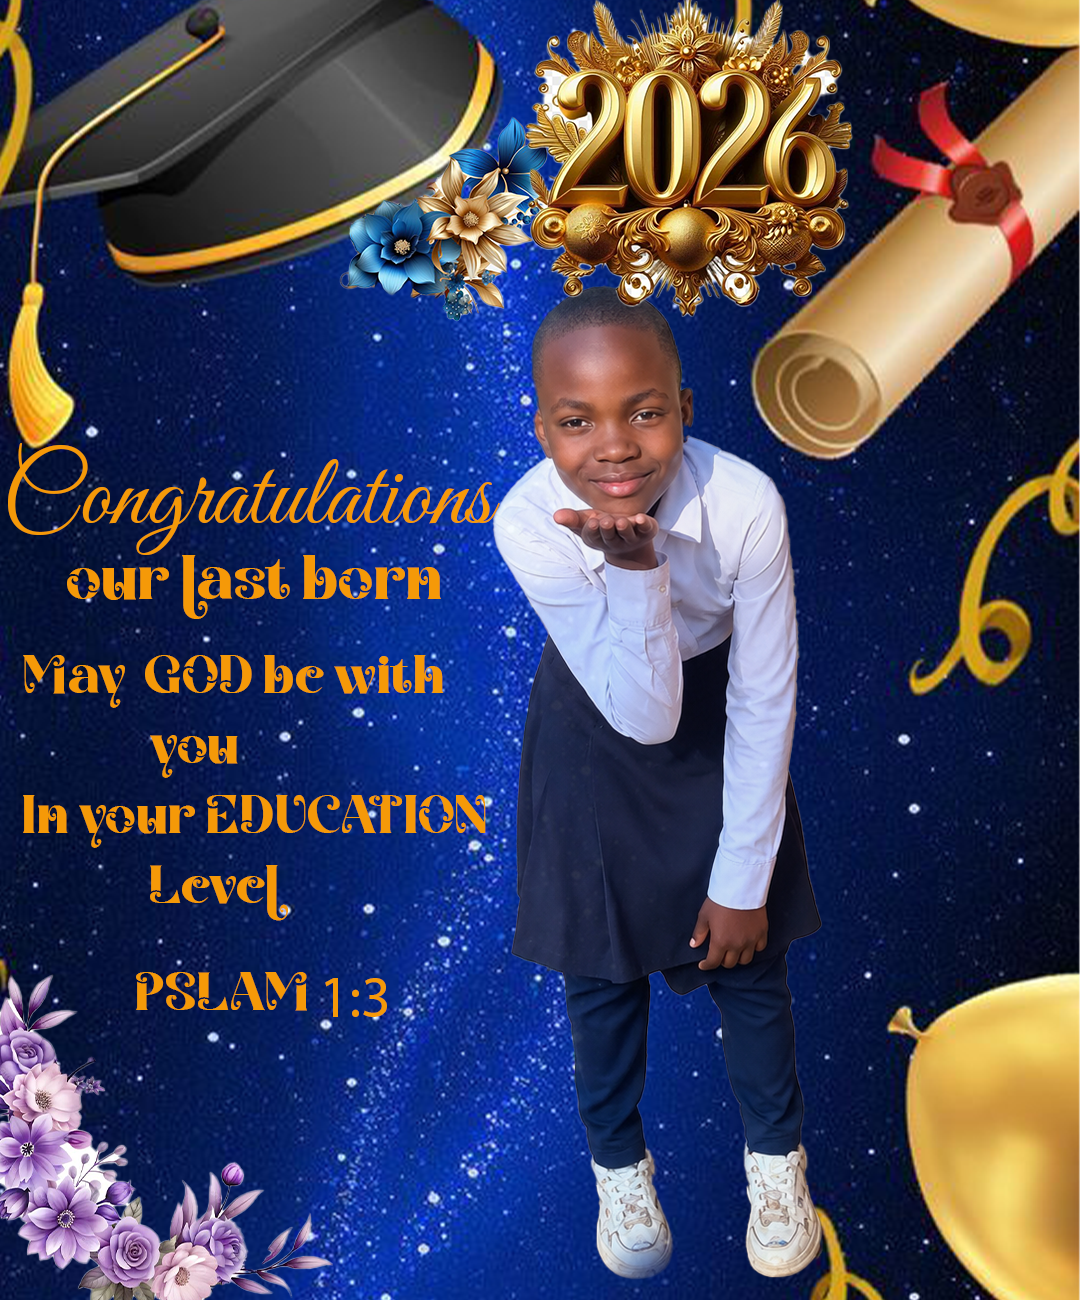 2026
Congratulations
our last born
May GOD be with
you
In your EDUCATION
Level
PSLAM 1:3